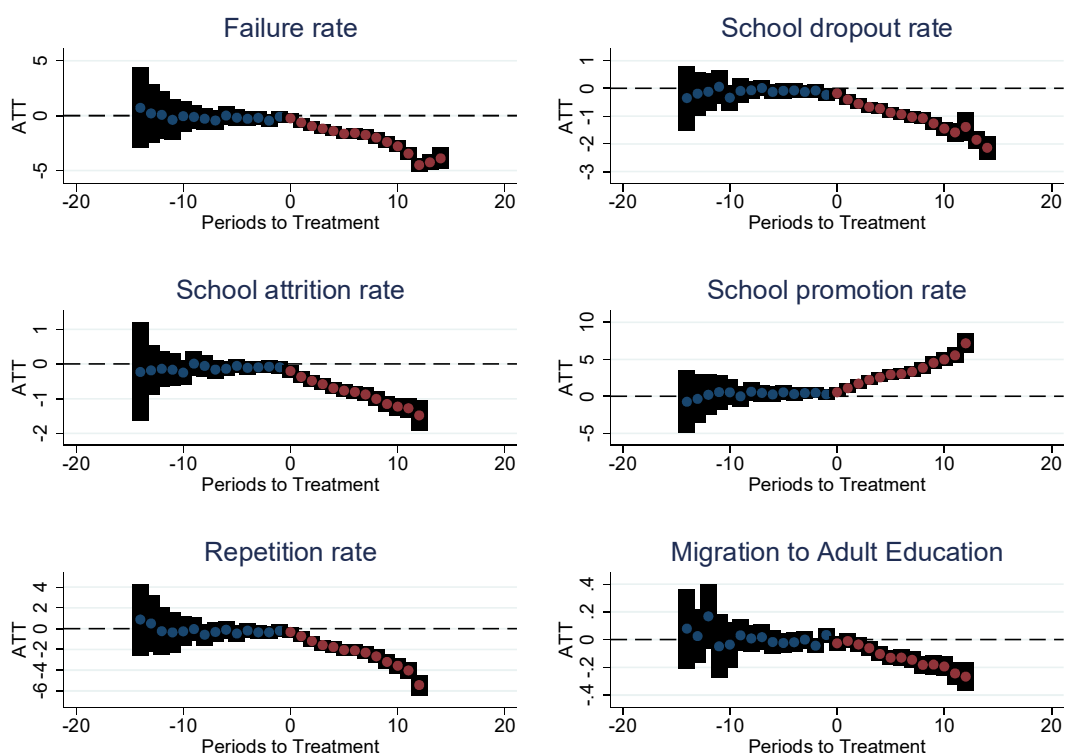 Failure rate
5
0
-5
ATT
-20 -10 0 10 20
Periods to Treatment
School dropout rate
1
0
-1
-2
-3
ATT
-20 -10 0 10 20
Periods to Treatment
School attrition rate
1
0
-1
-2
ATT
-20 -10 0 10 20
Periods to Treatment
School promotion rate
10
5
0
-5
ATT
-20 -10 0 10 20
Periods to Treatment
Repetition rate
4
2
0
-2
-4
-6
ATT
-20 -10 0 10 20
Periods to Treatment
Migration to Adult Education
.4
.2
0
-.2
-.4
ATT
-20 -10 0 10 20
Periods to Treatment